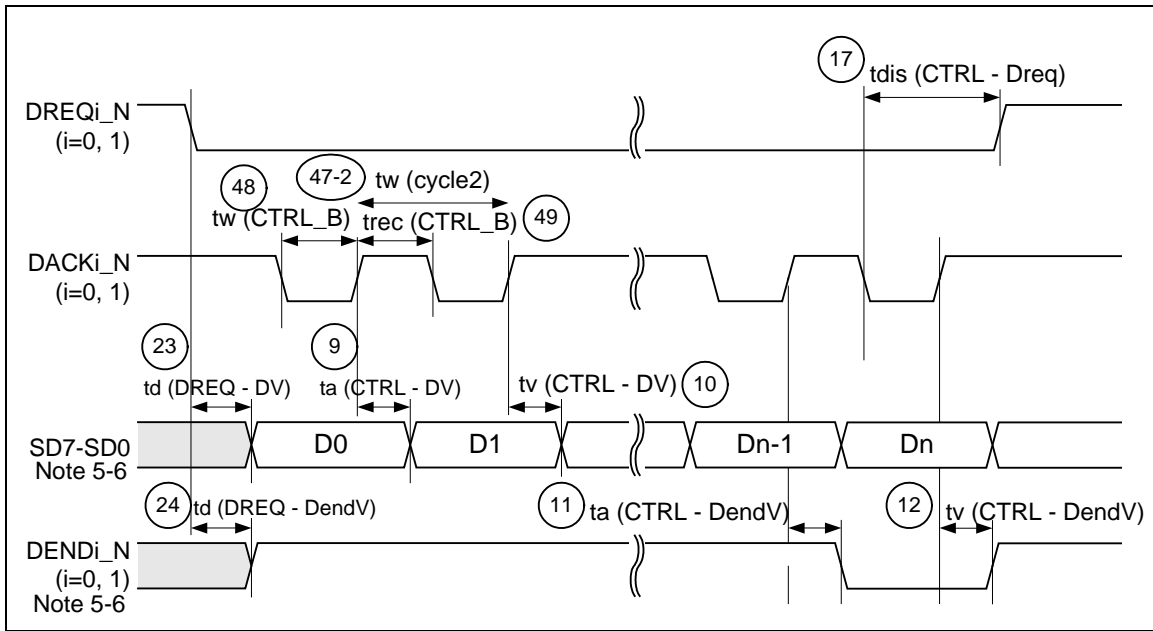 17
tdis (CTRL - Dreq)
DREQi_N
(i=0, 1)
48
47-2
tw (cycle2)
tw (CTRL_B)
trec (CTRL_B)
49
DACKi_N
(i=0, 1)
23
9
td (DREQ - DV)
ta (CTRL - DV)
tv (CTRL - DV)
10
SD7-SD0
Note 5-6
D0
D1
Dn-1
Dn
24
td (DREQ - DendV)
11
ta (CTRL - DendV)
12
tv (CTRL - DendV)
DENDi_N
(i=0, 1)
Note 5-6